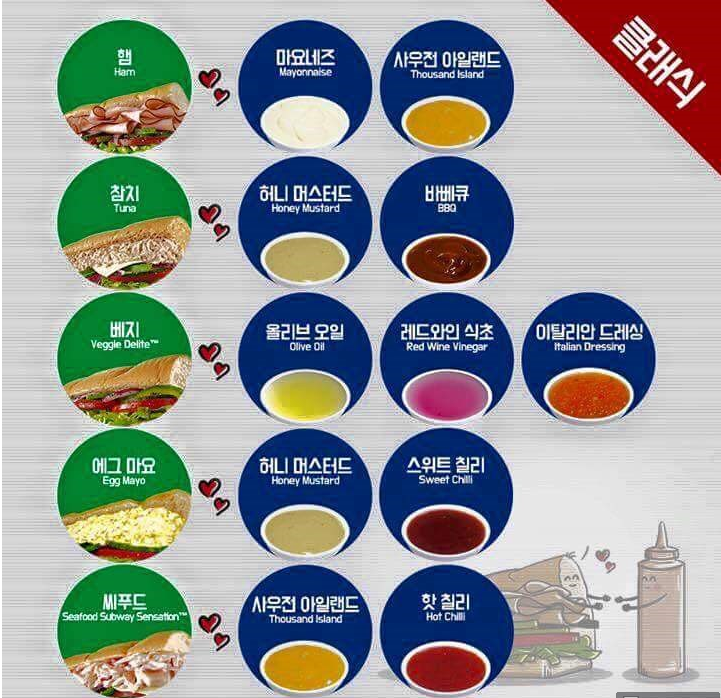 클래식
햄
Ham
마요네즈
Mayonnaise
사우전 아일랜드
Thousand Island
참치
Tuna
허니 머스터드
Honey Mustard
바베큐
BBQ
베지
Veggie Delite™
올리브 오일
Olive Oil
레드와인 식초
Red Wine Vinegar
이탈리안 드레싱
Italian Dressing
에그 마요
Egg Mayo
허니 머스터드
Honey Mustard
스위트 칠리
Sweet Chilli
씨푸드
Seafood Subway Sensation™
사우전 아일랜드
Thousand Island
핫 칠리
Hot Chilli